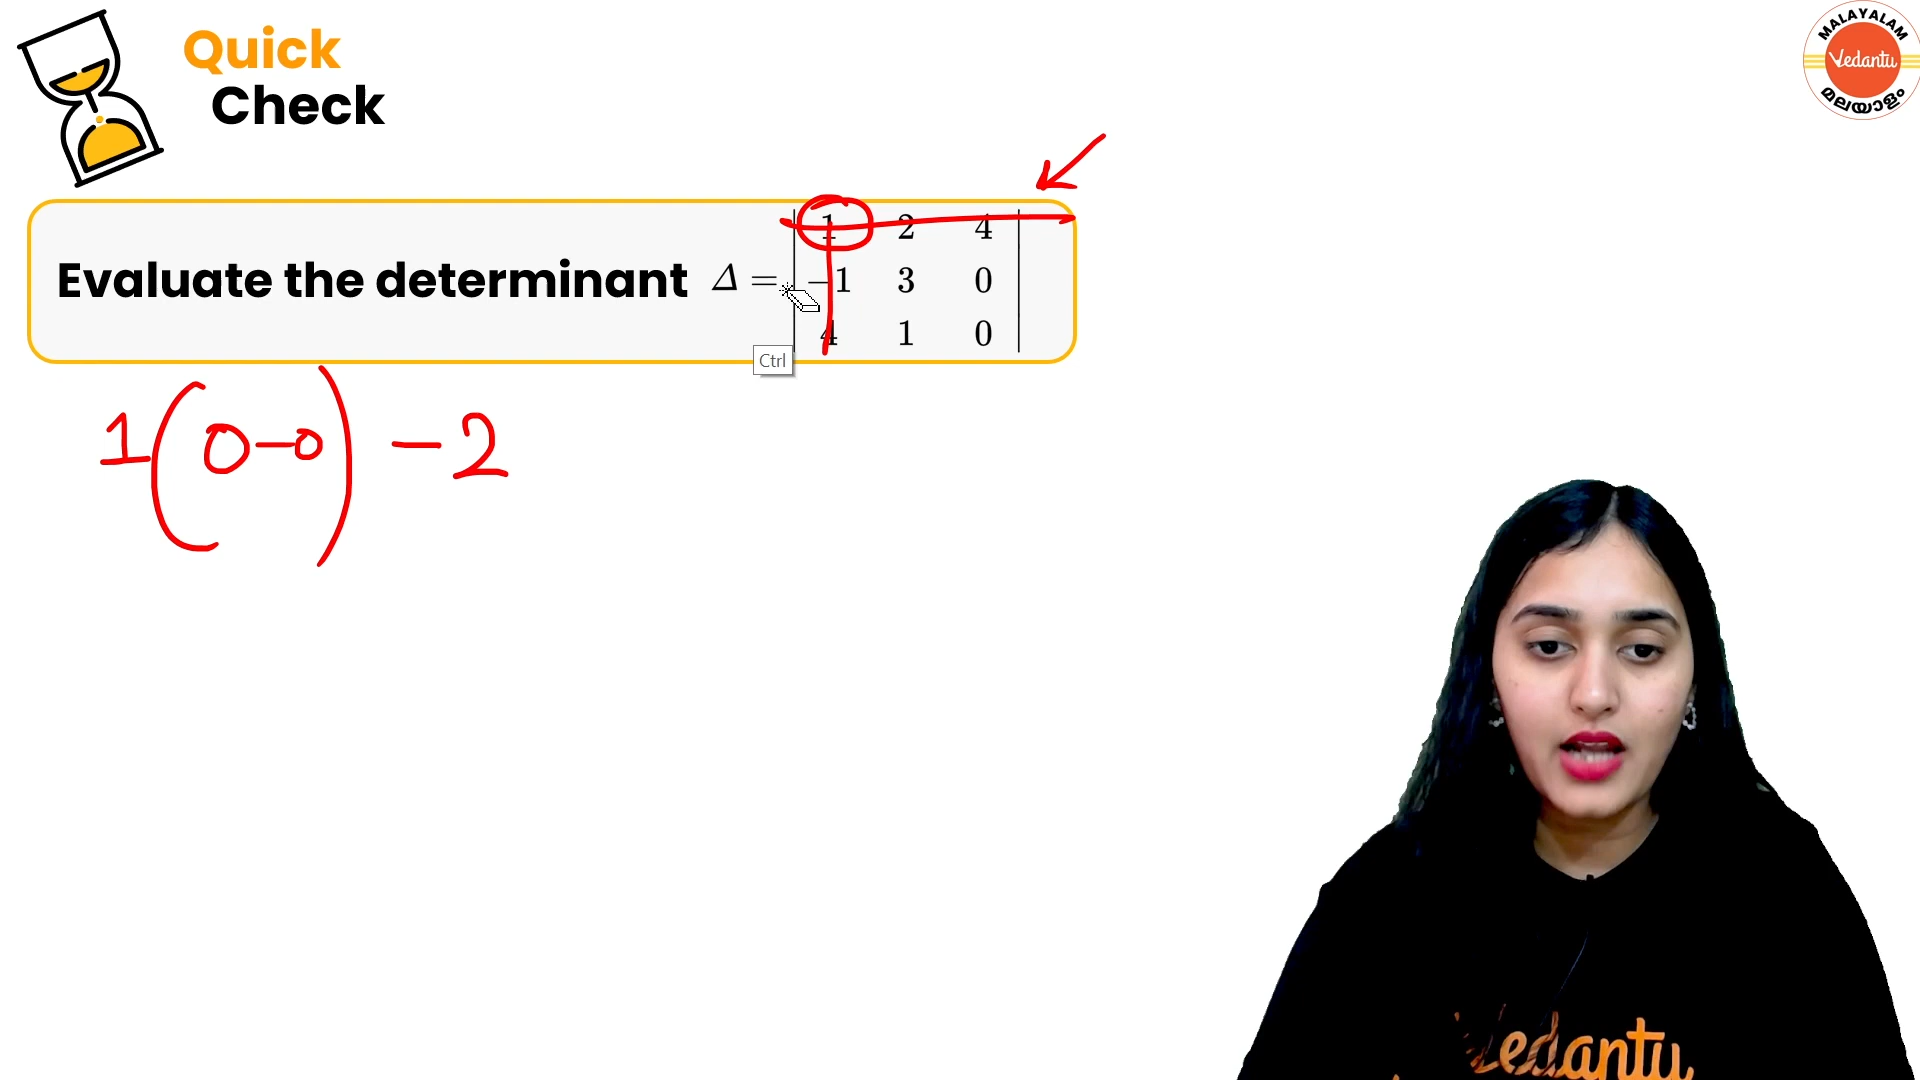 Quick
Check
MALAYALAM
Vedantu
മലയാളം
Evaluate the determinant Δ =
1 2 4
−1 3 0
4 1 0
Ctrl
1(0-0) - 2
Vedantu